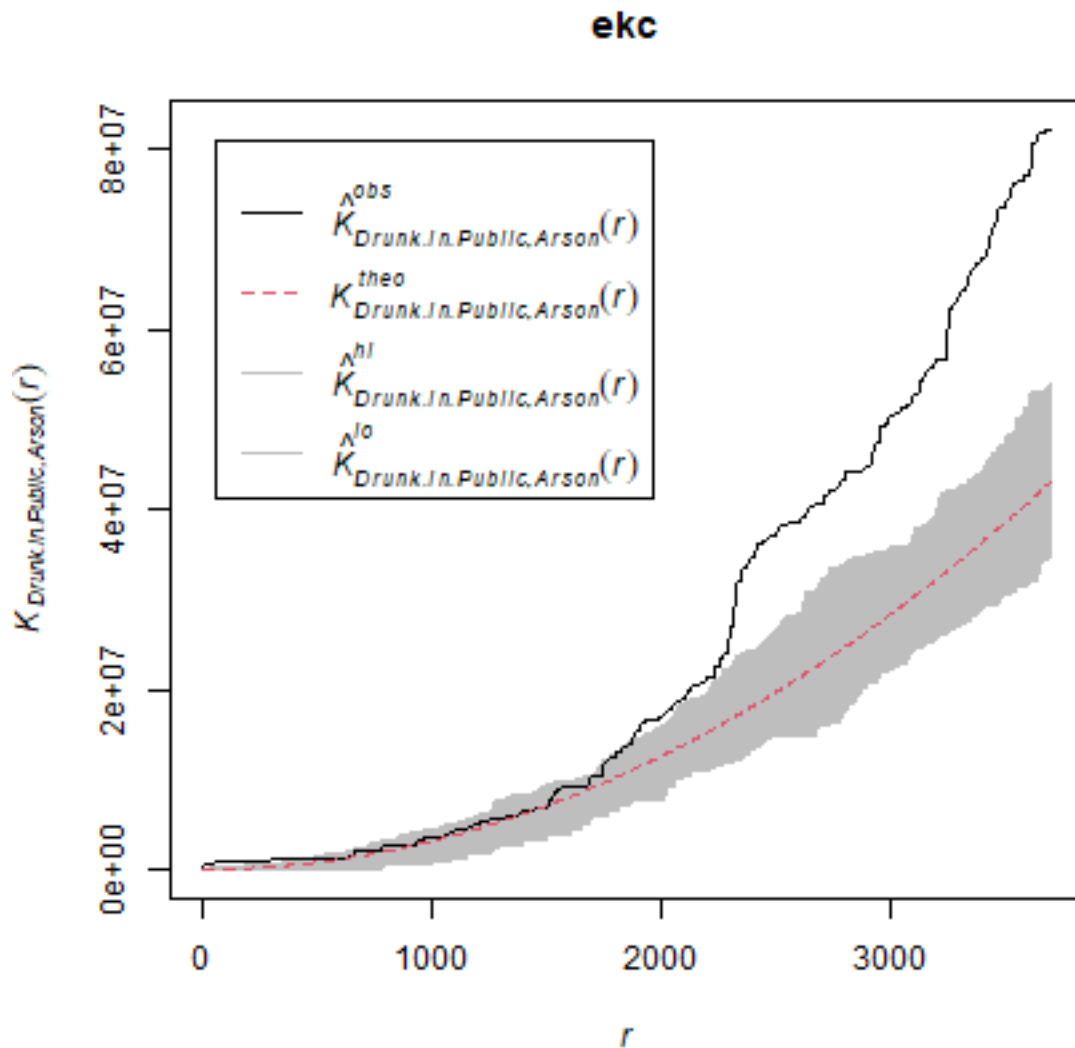 ekc
K̂ obs Drunk.in.Public,Arson (r)
K theo Drunk.in.Public,Arson (r)
K̂ hi Drunk.in.Public,Arson (r)
K̂ lo Drunk.in.Public,Arson (r)
K Drunk.in.Public,Arson (r)
8e+07
6e+07
4e+07
2e+07
0e+00
0 1000 2000 3000
r